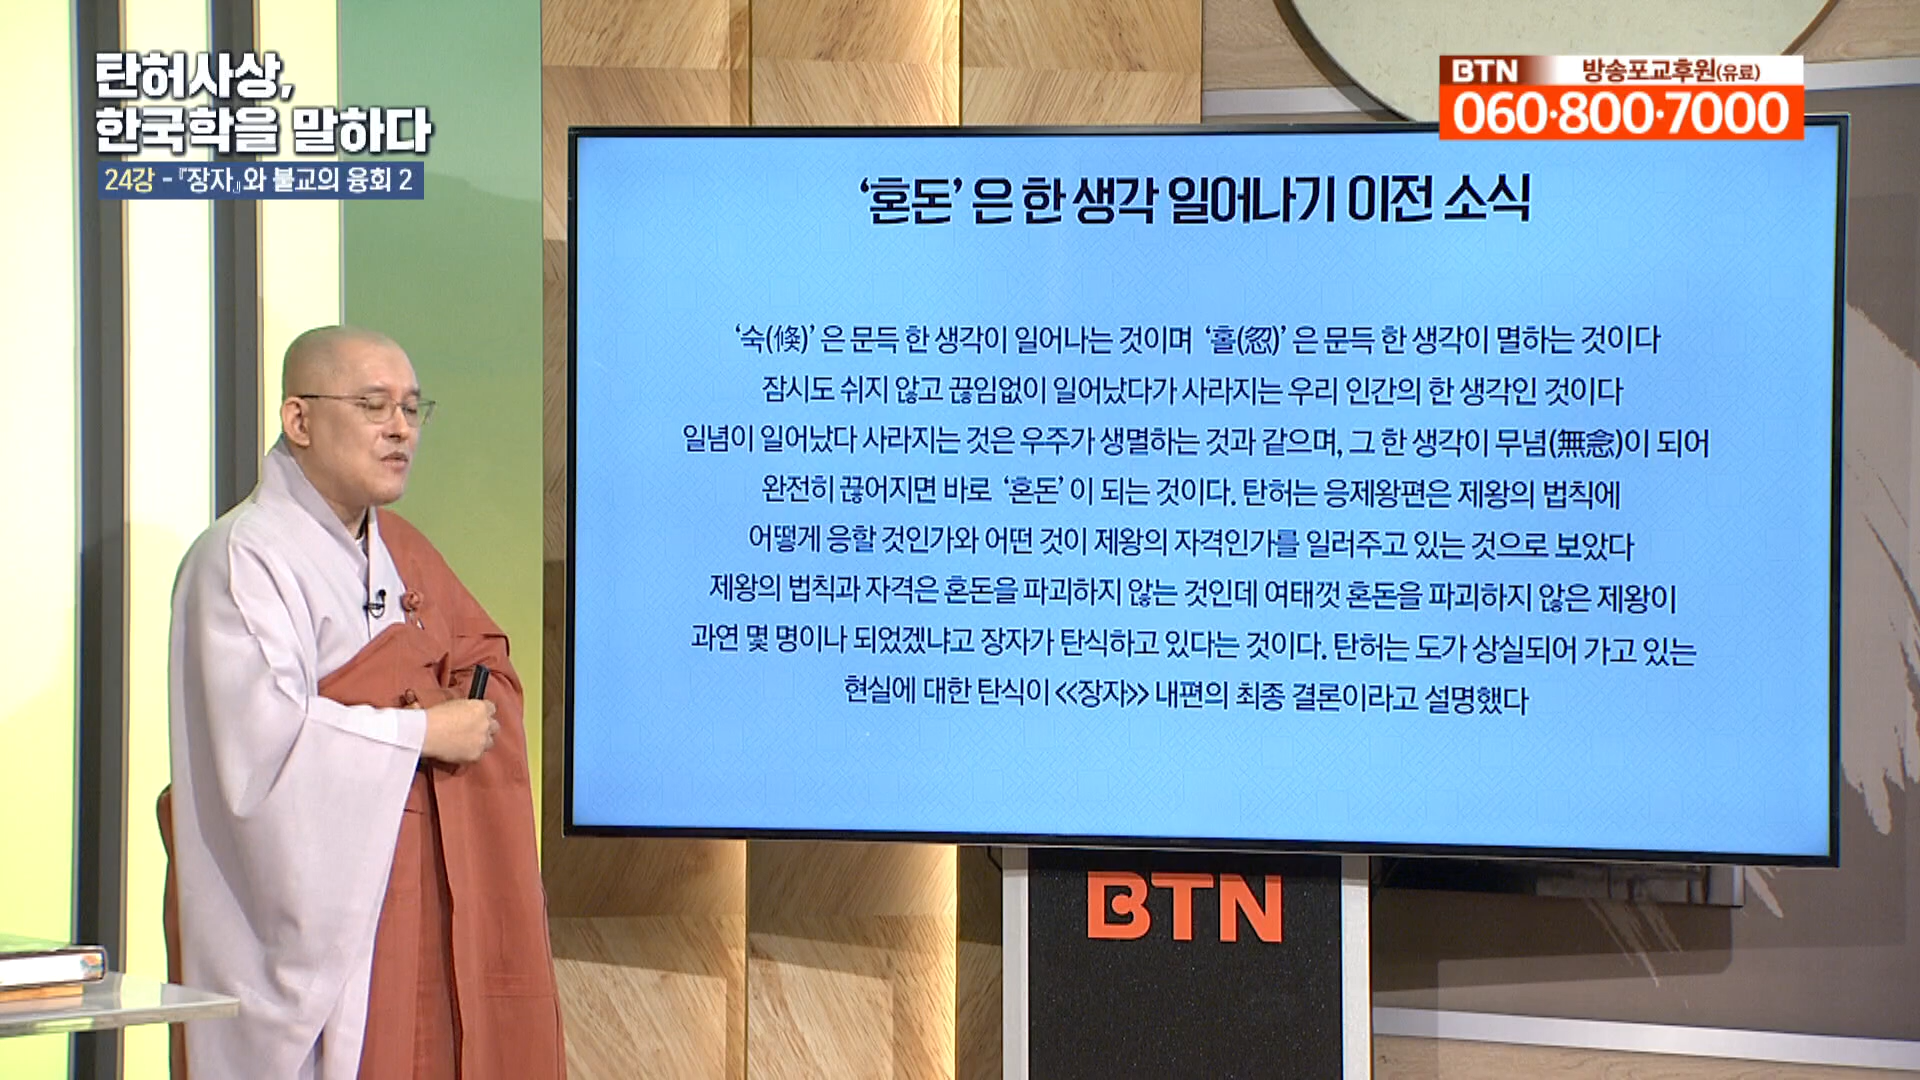 탄허사상,
한국학을 말하다
24강 - 『장자』와 불교의 융회 2
BTN 방송포교후원(유료)
060·800·7000
‘혼돈’은 한 생각 일어나기 이전 소식
‘숙(倏)’은 문득 한 생각이 일어나는 것이며 ‘홀(忽)’은 문득 한 생각이 멸하는 것이다
잠시도 쉬지 않고 끊임없이 일어났다가 사라지는 우리 인간의 한 생각인 것이다
일념이 일어났다 사라지는 것은 우주가 생멸하는 것과 같으며, 그 한 생각이 무념(無念)이 되어
완전히 끊어지면 바로 ‘혼돈’이 되는 것이다. 탄허는 응제왕편은 제왕의 법칙에
어떻게 응할 것인가와 어떤 것이 제왕의 자격인가를 일러주고 있는 것으로 보았다
제왕의 법칙과 자격은 혼돈을 파괴하지 않는 것인데 여태껏 혼돈을 파괴하지 않은 제왕이
과연 몇 명이나 되었겠냐고 장자가 탄식하고 있다는 것이다. 탄허는 도가 상실되어 가고 있는
현실에 대한 탄식이 <<장자>> 내편의 최종 결론이라고 설명했다
BTN